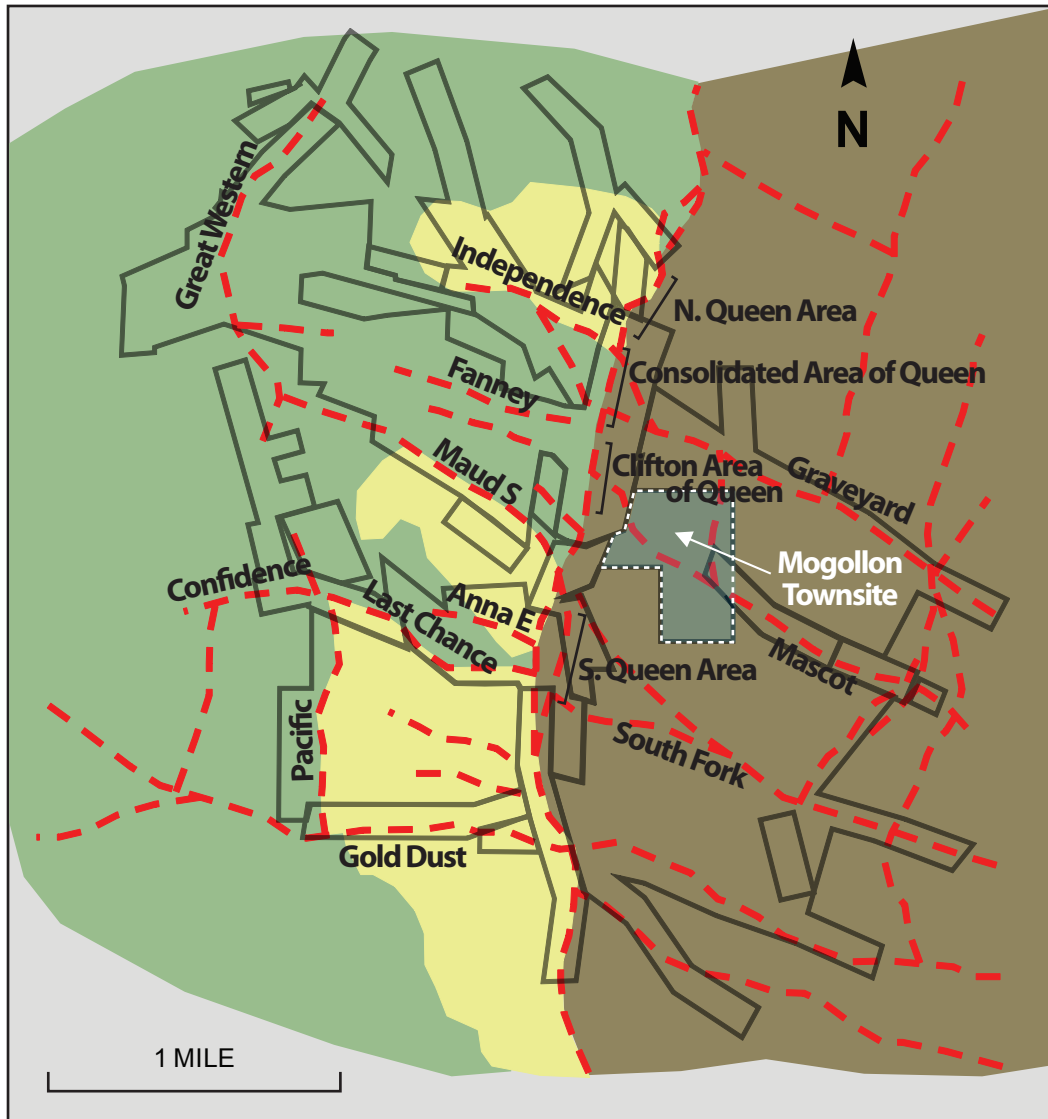 N
Great Western
Independence
N. Queen Area
Consolidated Area of Queen
Fanney
Clifton Area
of Queen
Maud S
Graveyard
Mogollon
Townsite
Confidence
Last Chance
Anna E
S. Queen Area
Mascot
Pacific
South Fork
Gold Dust
1 MILE